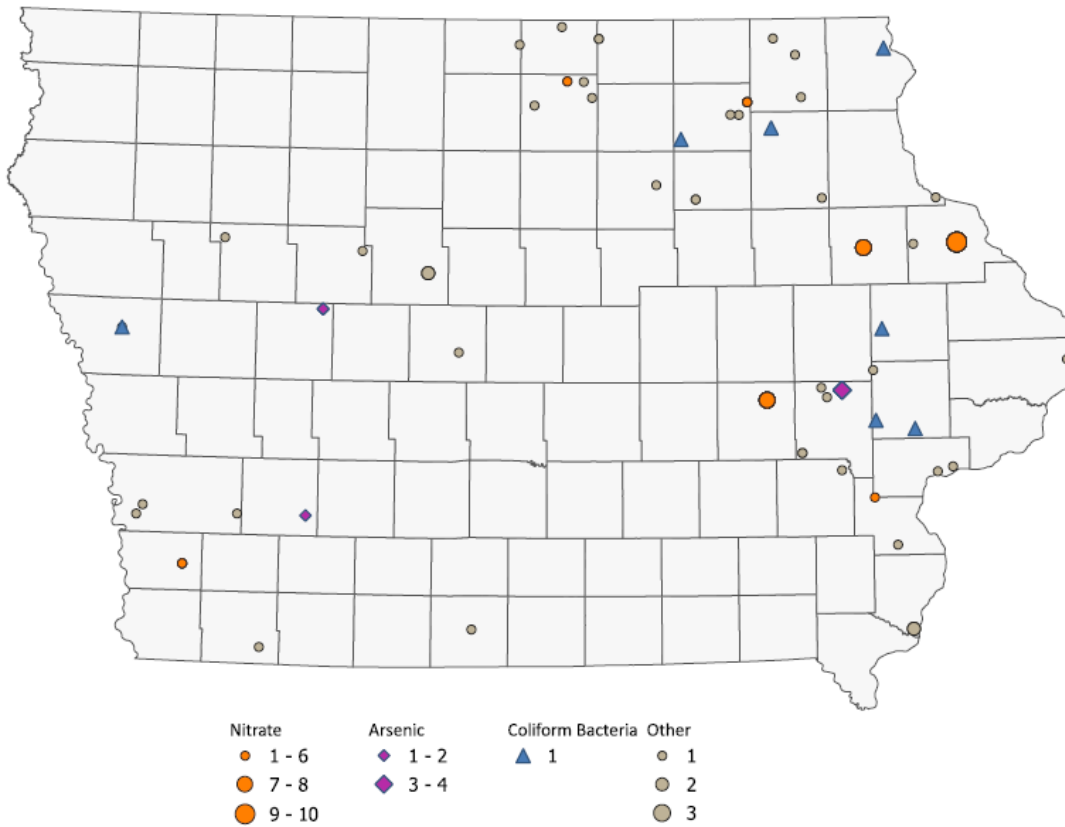 Nitrate Arsenic Coliform Bacteria Other
1 - 6 1 - 2 1 1
7 - 8 3 - 4 2
9 - 10 3